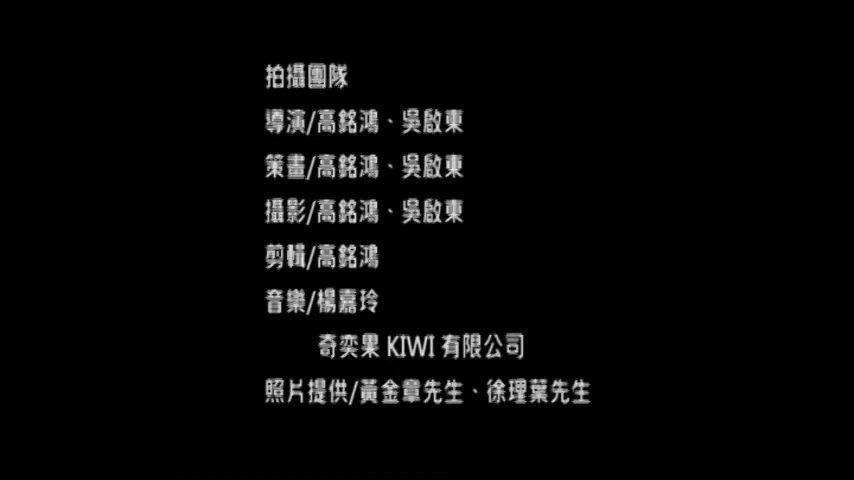 拍攝團隊
導演/高銘鴻、吳啟東
策畫/高銘鴻、吳啟東
攝影/高銘鴻、吳啟東
剪輯/高銘鴻
音樂/楊嘉玲
奇奕果 KIWI 有限公司
照片提供/黃金章先生、徐理葉先生